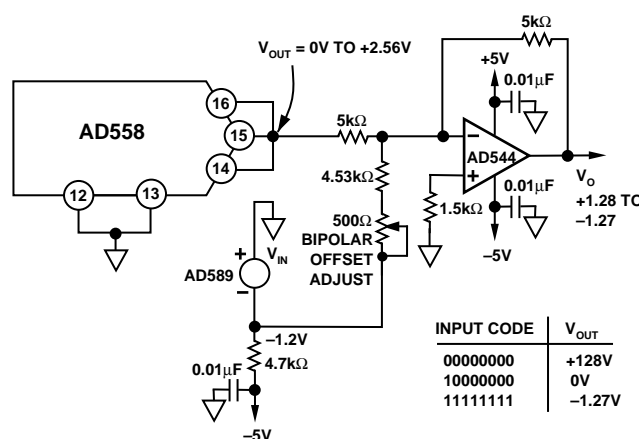 5kΩ
V_OUT = 0V TO +2.56V
+5V
0.01μF
16
AD558
15
5kΩ
AD544
14
4.53kΩ
0.01μF
V_O
12
13
1.5kΩ
+1.28 TO
–1.27
500Ω
BIPOLAR
OFFSET
ADJUST
V_IN
–5V
AD589
–1.2V
4.7kΩ
0.01μF
–5V
INPUT CODE V_OUT
00000000 +128V
10000000 0V
11111111 –1.27V